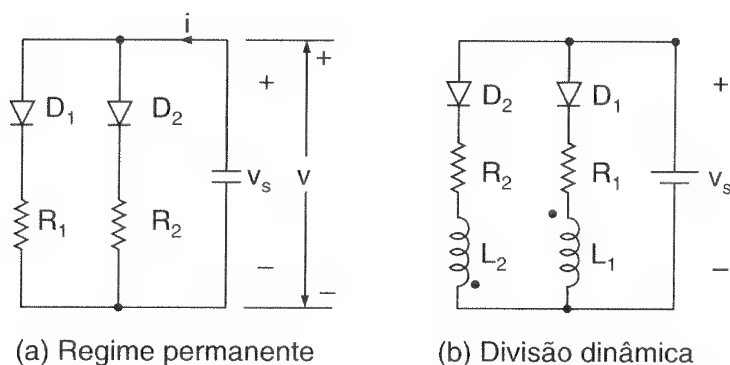 i
D₁
D₂
R₁
R₂
+
−
vₛ
+
v
−
(a) Regime permanente
D₂
D₁
R₂
R₁
L₂
L₁
+
vₛ
−
(b) Divisão dinâmica